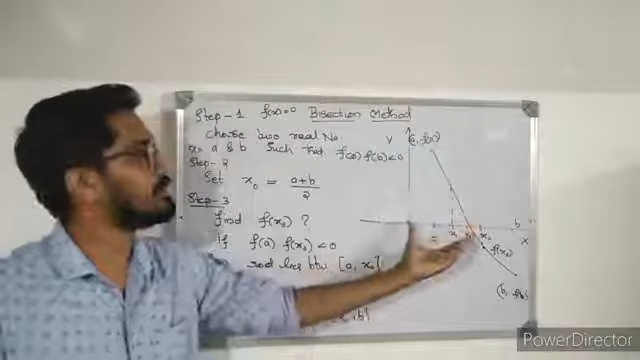 Step-1 f(x)=0 Bisection Method
choose two real No.
x= a & b Such that f(a) f(b)<0
Step-2
Set x₀ = a+b/2
Step-3
find f(x₀) ?
if f(a) f(x₀) <0
root lies btw [a, x₀]
, b]
Y (a, f(a))
b
x₀
X
f(x₀)
(b, f(b))
PowerDirector